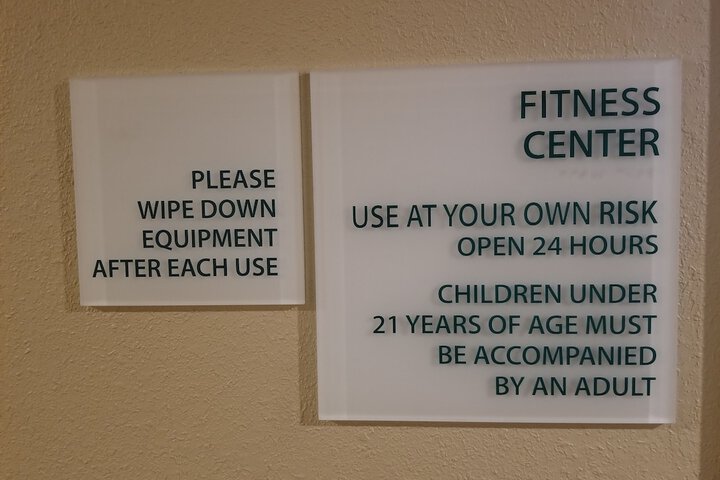 PLEASE
WIPE DOWN
EQUIPMENT
AFTER EACH USE
FITNESS
CENTER
USE AT YOUR OWN RISK
OPEN 24 HOURS
CHILDREN UNDER
21 YEARS OF AGE MUST
BE ACCOMPANIED
BY AN ADULT